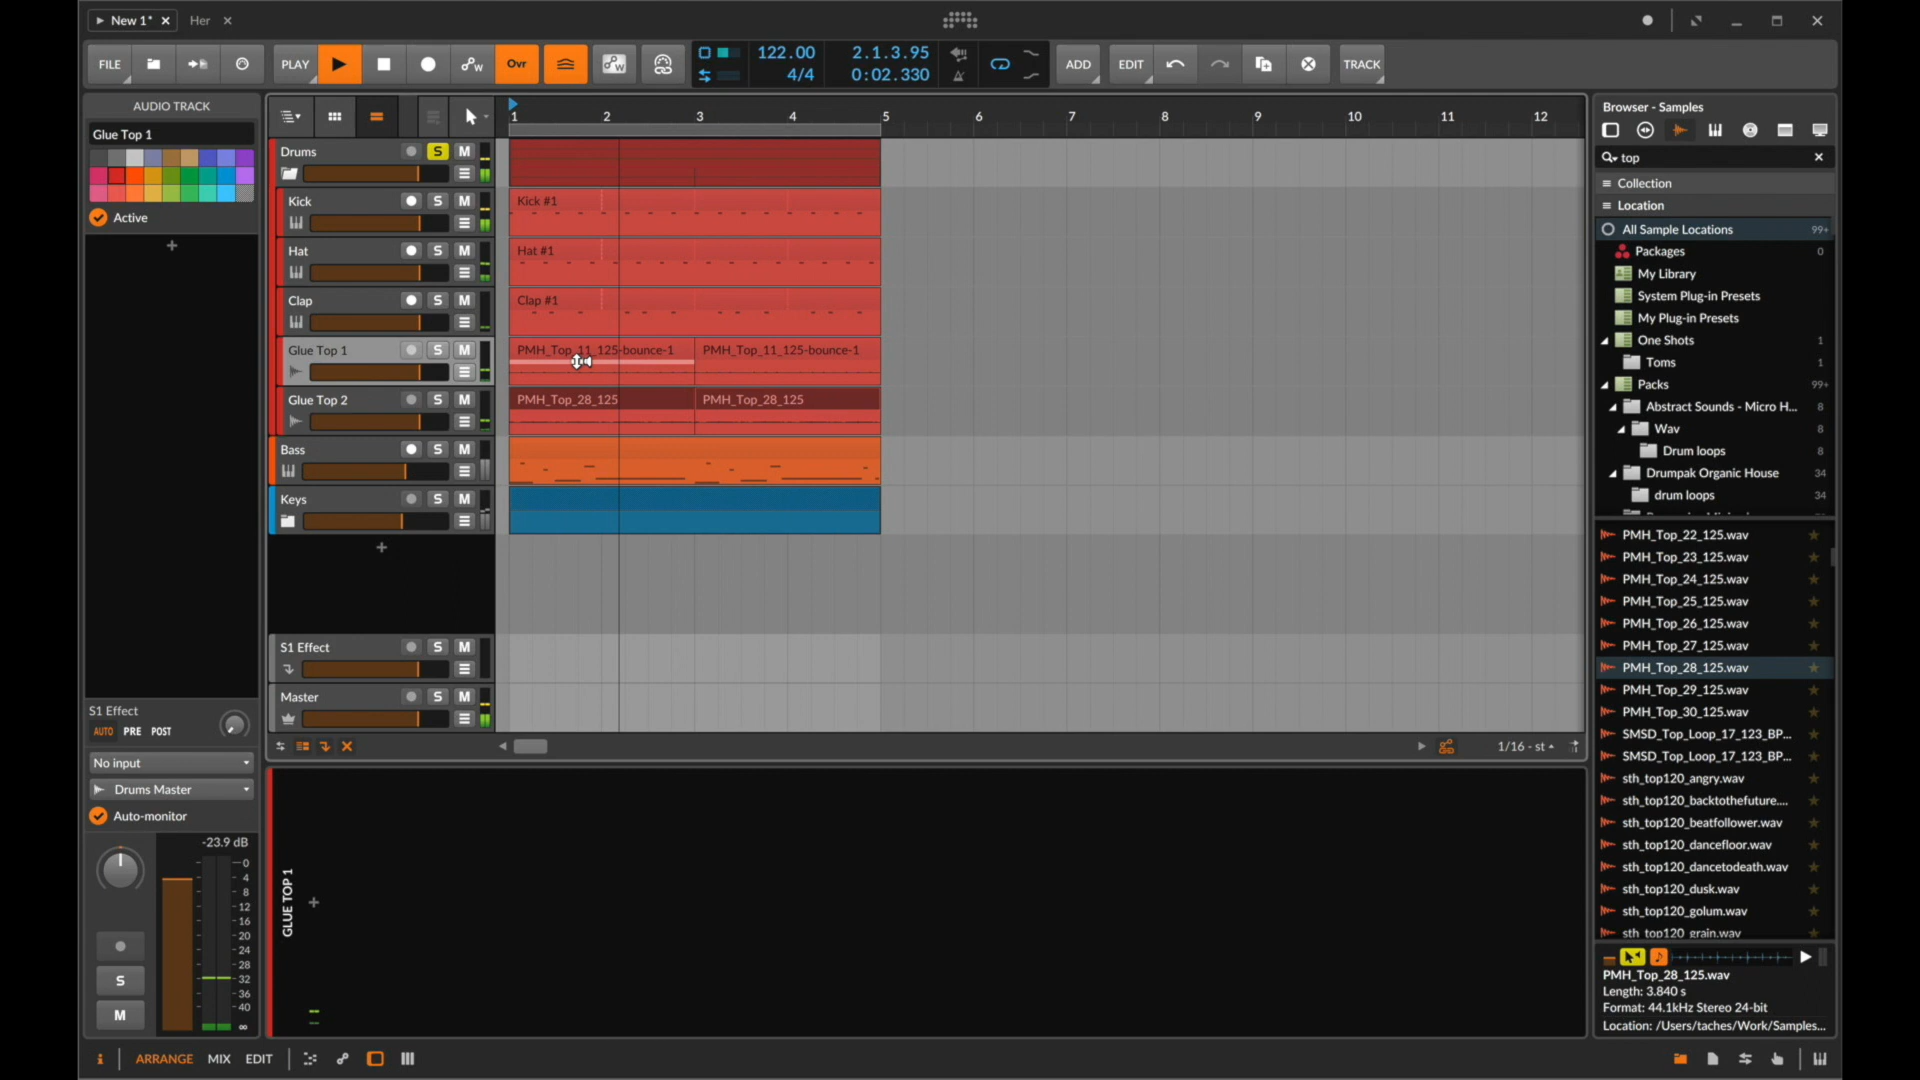 New 1*
Her
FILE
PLAY
Ovr
122.00
4/4
2.1.3.95
0:02.330
ADD
EDIT
TRACK
AUDIO TRACK
Glue Top 1
Active
1 2 3 4 5 6 7 8 9 10 11 12
Drums S M
Kick S M
Kick #1
Hat S M
Hat #1
Clap S M
Clap #1
Glue Top 1 S M
PMH_Top_11_125-bounce-1
PMH_Top_11_125-bounce-1
Glue Top 2 S M
PMH_Top_28_125
PMH_Top_28_125
Bass S M
Keys S M
S1 Effect S M
Master S M
1/16 - st
S1 Effect
AUTO PRE POST
No input
Drums Master
Auto-monitor
-23.9 dB
0
4
8
12
16
20
24
28
32
36
40
∞
S
M
GLUE TOP 1
Browser - Samples
top
Collection
Location
All Sample Locations 99+
Packages 0
My Library
System Plug-in Presets
My Plug-in Presets
One Shots 1
Toms 1
Packs 99+
Abstract Sounds - Micro H... 8
Wav 8
Drum loops 8
Drumpak Organic House 34
drum loops 34
PMH_Top_22_125.wav
PMH_Top_23_125.wav
PMH_Top_24_125.wav
PMH_Top_25_125.wav
PMH_Top_26_125.wav
PMH_Top_27_125.wav
PMH_Top_28_125.wav
PMH_Top_29_125.wav
PMH_Top_30_125.wav
SMSD_Top_Loop_17_123_BP...
SMSD_Top_Loop_17_123_BP...
sth_top120_angry.wav
sth_top120_backtothefuture....
sth_top120_beatfollower.wav
sth_top120_dancefloor.wav
sth_top120_dancetodeath.wav
sth_top120_dusk.wav
sth_top120_golum.wav
sth_top120_grain.wav
PMH_Top_28_125.wav
Length: 3.840 s
Format: 44.1kHz Stereo 24-bit
Location: /Users/taches/Work/Samples...
i
ARRANGE MIX EDIT